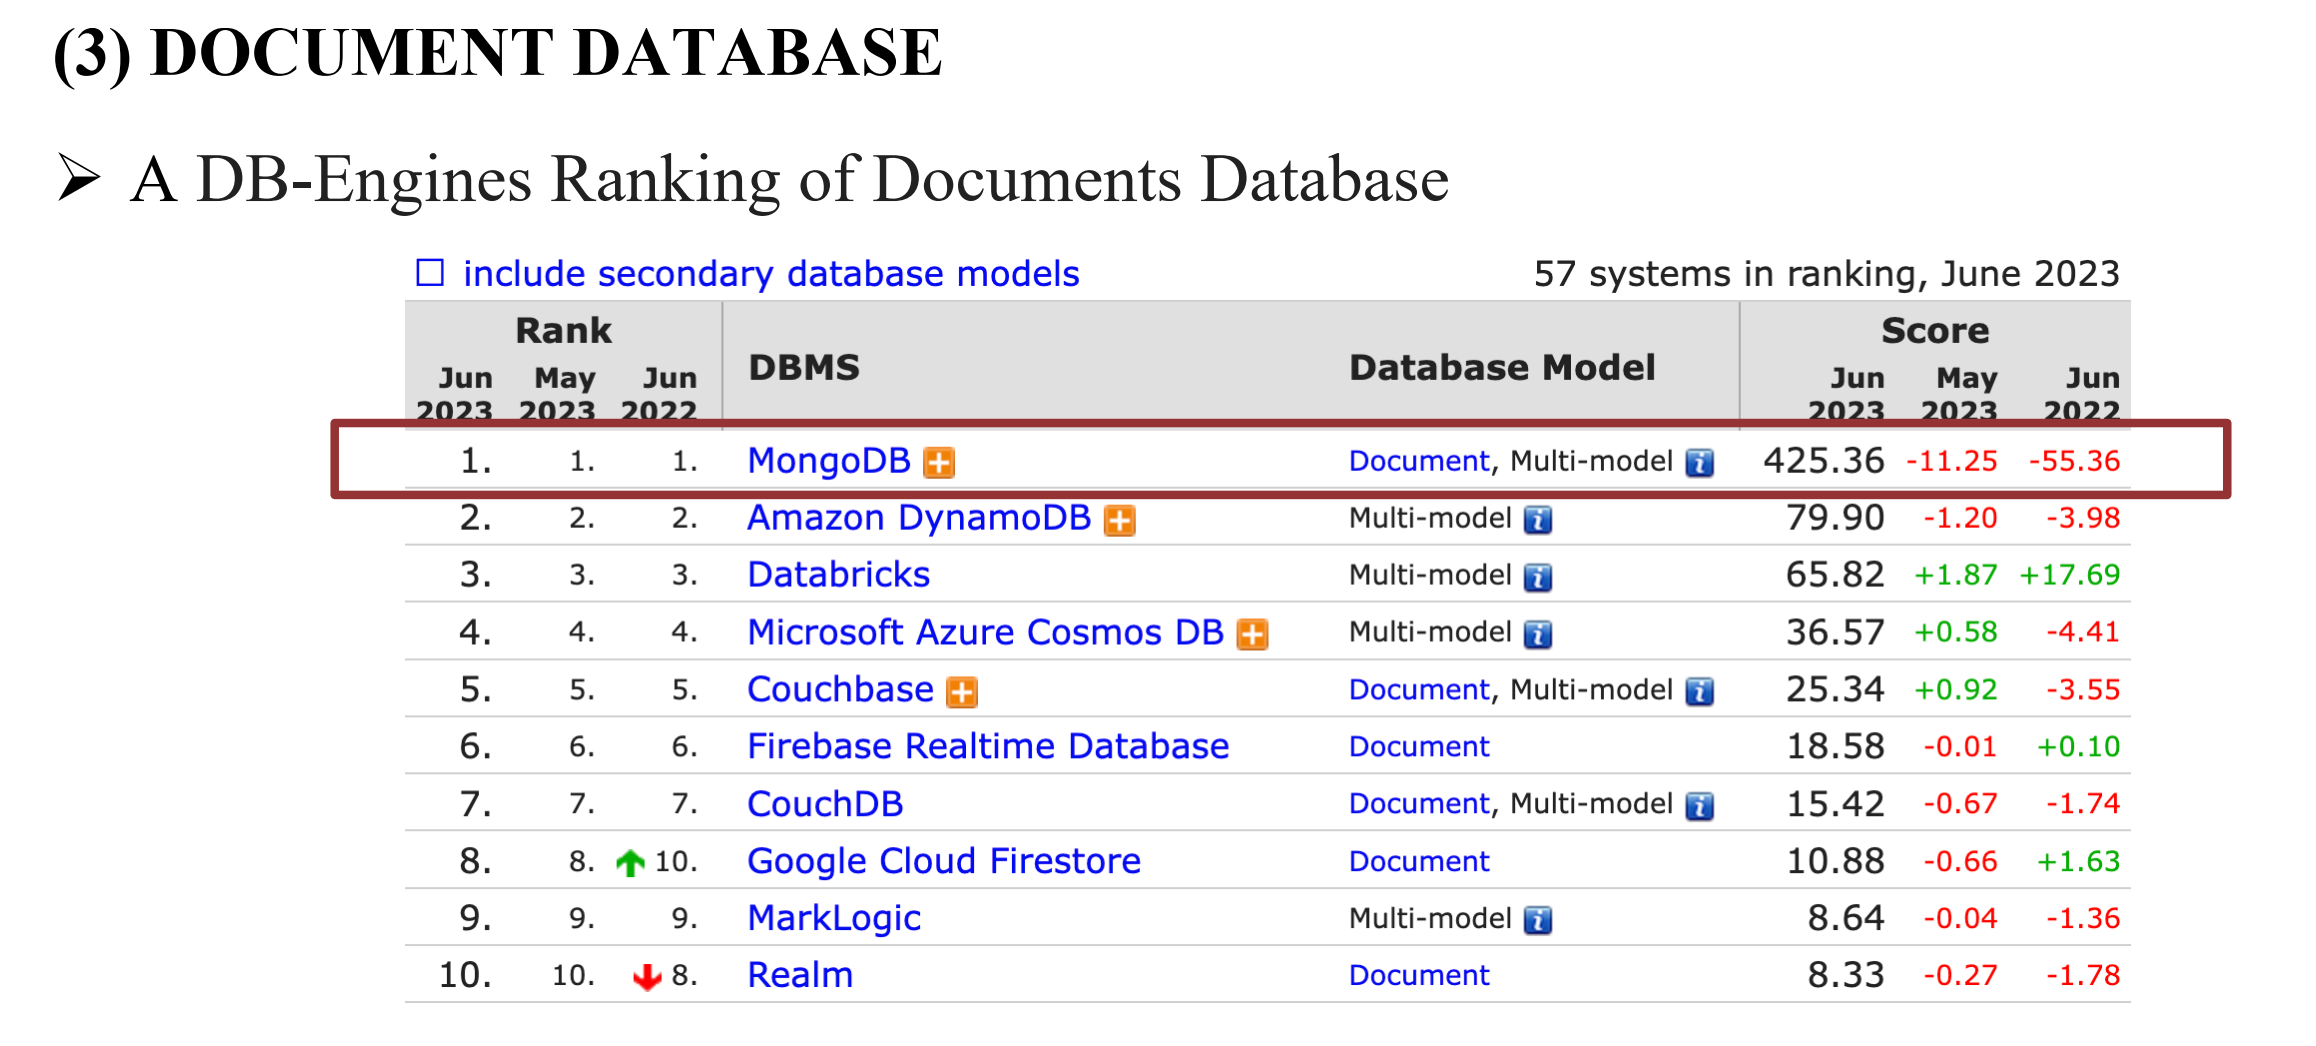 (3) DOCUMENT DATABASE
A DB-Engines Ranking of Documents Database
include secondary database models 57 systems in ranking, June 2023
Rank DBMS Database Model Score
Jun 2023 May 2023 Jun 2022 Jun 2023 May 2023 Jun 2022
1. 1. 1. MongoDB Document, Multi-model 425.36 -11.25 -55.36
2. 2. 2. Amazon DynamoDB Multi-model 79.90 -1.20 -3.98
3. 3. 3. Databricks Multi-model 65.82 +1.87 +17.69
4. 4. 4. Microsoft Azure Cosmos DB Multi-model 36.57 +0.58 -4.41
5. 5. 5. Couchbase Document, Multi-model 25.34 +0.92 -3.55
6. 6. 6. Firebase Realtime Database Document 18.58 -0.01 +0.10
7. 7. 7. CouchDB Document, Multi-model 15.42 -0.67 -1.74
8. 8. 10. Google Cloud Firestore Document 10.88 -0.66 +1.63
9. 9. 9. MarkLogic Multi-model 8.64 -0.04 -1.36
10. 10. 8. Realm Document 8.33 -0.27 -1.78